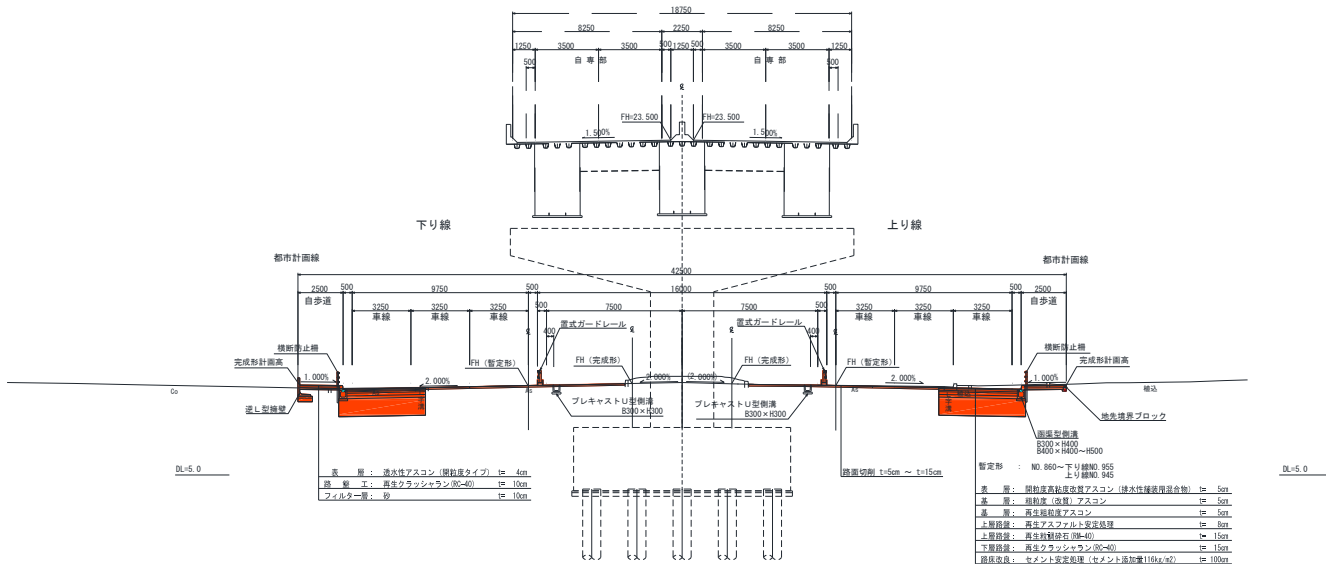 18750
8250 2250 8250
1250 3500 3500 500 1250 500 3500 3500 1250
500 自 専 部 自 専 部 500
FH=23.500 FH=23.500
1.500% 1.500%
下り線 上り線
都市計画線 都市計画線
42500
2500 500 9750 500 16000 500 9750 500 2500
自歩道 自歩道
3250 3250 3250 500 7500 7500 500 3250 3250 3250
車線 車線 車線 車線
400 置式ガードレール 置式ガードレール 400
横断防止柵 横断防止柵
完成形計画高 FH (暫定形) FH (完成形) FH (完成形) FH (暫定形) 完成形計画高
1.000% 2.000% 2.000% (2.000%) 2.000% 1.000%
Co As 植込
逆L型擁壁
プレキャストU型側溝 プレキャストU型側溝
B300×H300 B300×H300
地先境界ブロック
函渠型側溝
B300×H400
B400×H400~H500
DL=5.0 DL=5.0
暫定形 : NO.860~下り線NO.955
上り線NO.945
表 層: 透水性アスコン (開粒度タイプ) t= 4cm
路 盤 工: 再生クラッシャラン(RC-40) t= 10cm
フィルター層: 砂 t= 10cm
路面切削 t=5cm ~ t=15cm
表 層: 開粒度高粘度改質アスコン (排水性舗装用混合物) t= 5cm
基 層: 粗粒度 (改質) アスコン t= 5cm
基 層: 再生粗粒度アスコン t= 5cm
上層路盤: 再生アスファルト安定処理 t= 8cm
上層路盤: 再生粒調砕石(RM-40) t= 15cm
下層路盤: 再生クラッシャラン(RC-40) t= 15cm
路床改良: セメント安定処理 (セメント添加量116kg/m2) t= 100cm